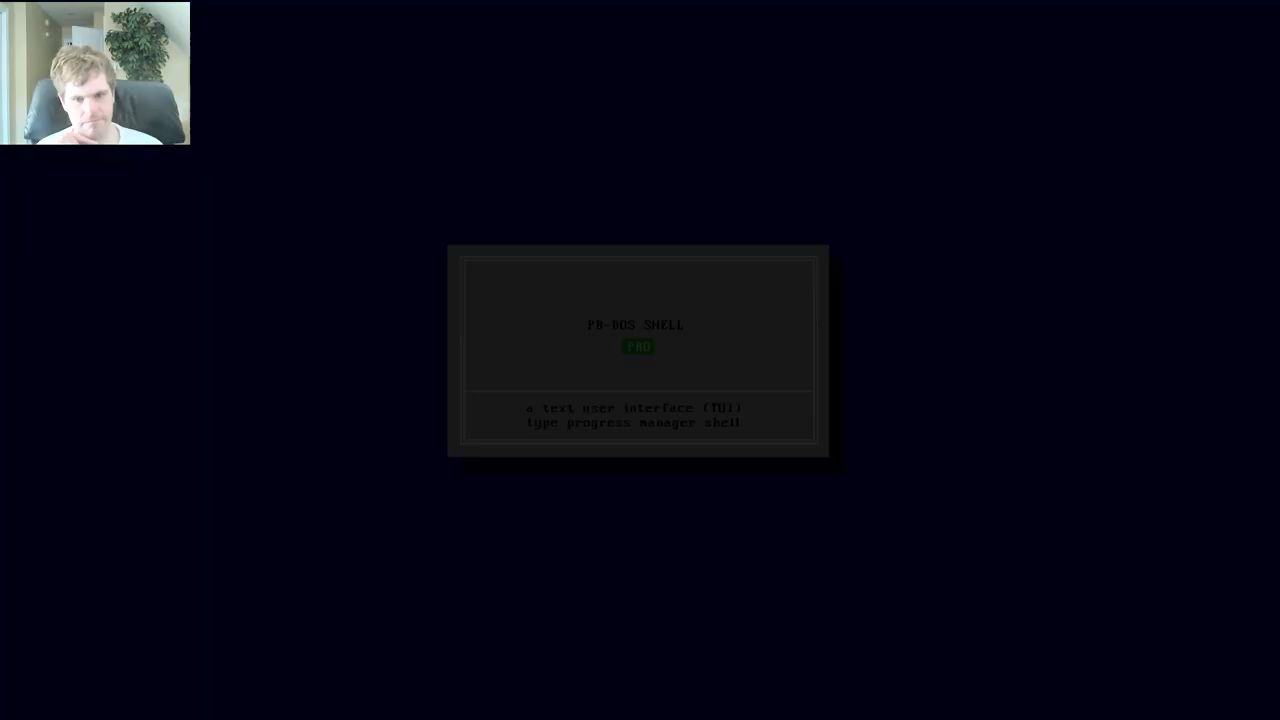 PB-DOS SHELL
PRO
a text user interface (TUI)
type progress manager shell